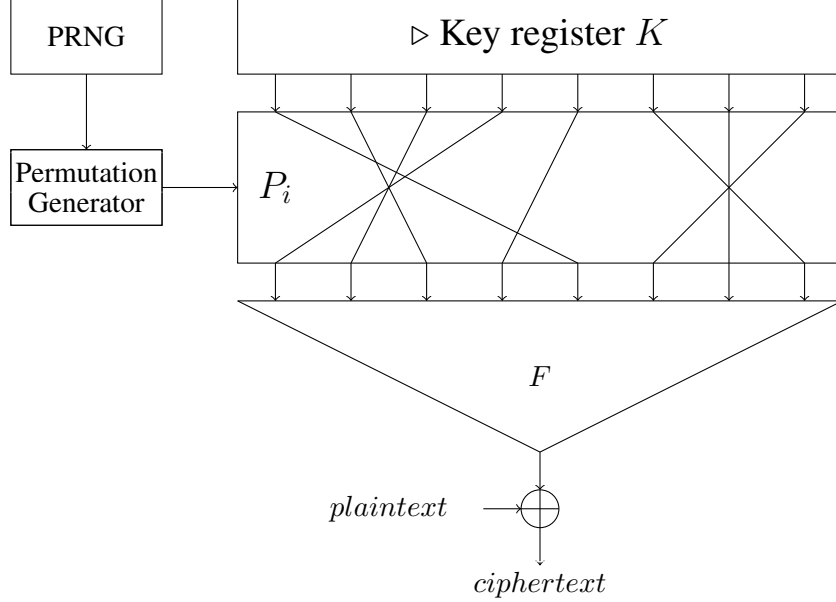 PRNG
▷ Key register K
Permutation
Generator
P_i
F
plaintext
ciphertext